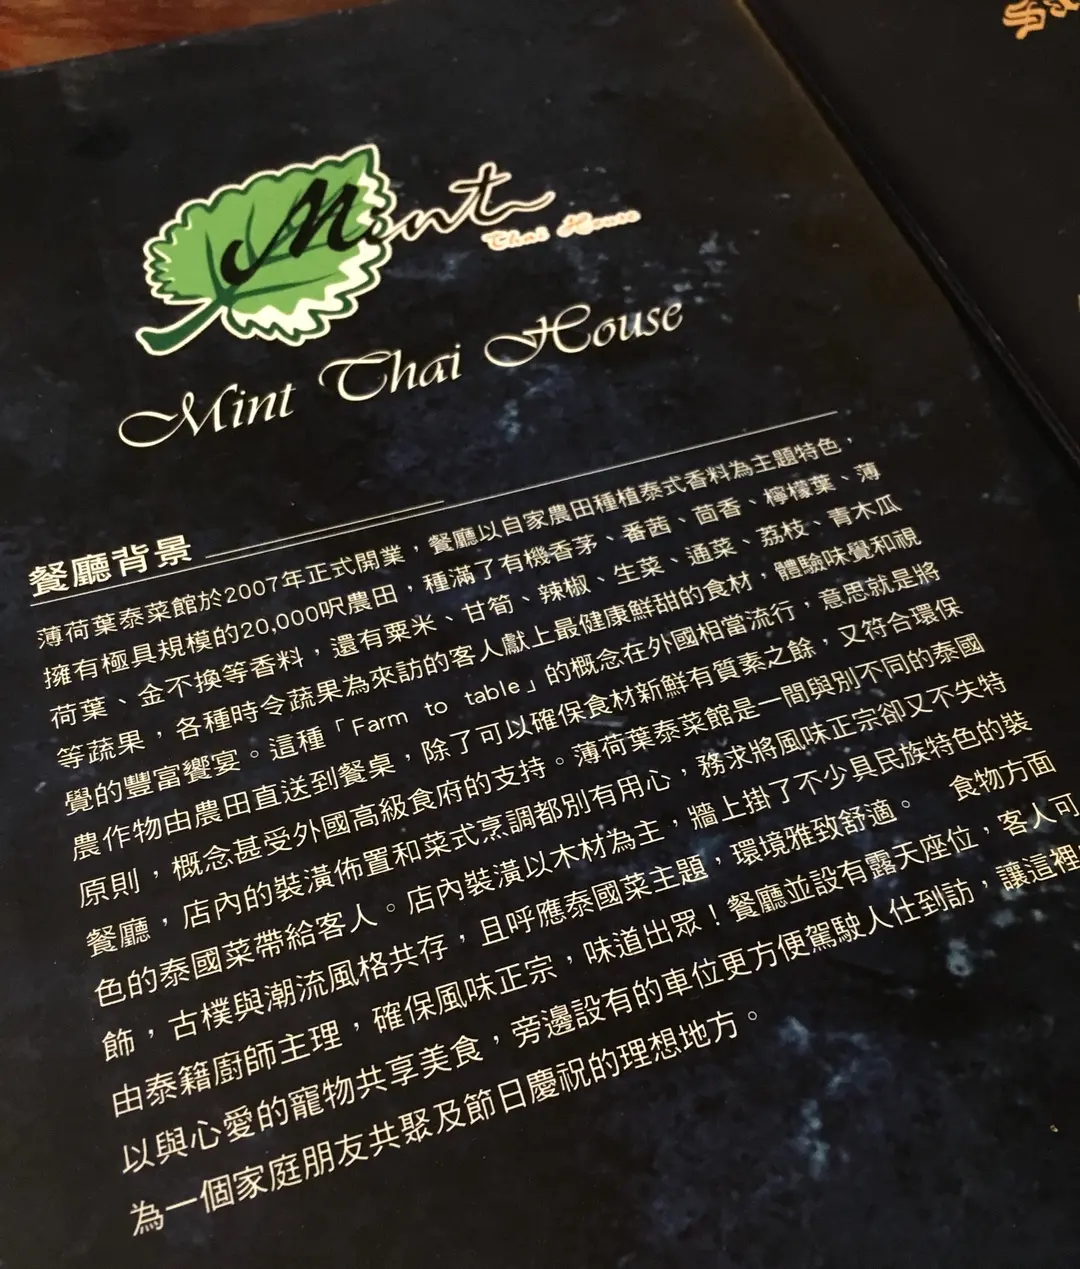 Mint
Thai House
Mint Thai House
餐廳背景
薄荷葉泰菜館於2007年正式開業，餐廳以自家農田種植泰式香料為主題特色，
擁有極具規模的20,000呎農田，種滿了有機香茅、番茜、茴香、檸檬葉、薄
荷葉、金不換等香料，還有粟米、甘筍、辣椒、生菜、通菜、荔枝、青木瓜
等蔬果，各種時令蔬果為來訪的客人獻上最健康鮮甜的食材，體驗味覺和視
覺的豐富饗宴。這種「Farm to table」的概念在外國相當流行，意思就是將
農作物由農田直送到餐桌，除了可以確保食材新鮮有質素之餘，又符合環保
原則，概念甚受外國高級食府的支持。薄荷葉泰菜館是一間與別不同的泰國
餐廳，店內的裝潢佈置和菜式烹調都別有用心，務求將風味正宗卻又不失特
色的泰國菜帶給客人。店內裝潢以木材為主，牆上掛了不少具民族特色的裝
飾，古樸與潮流風格共存，且呼應泰國菜主題，環境雅致舒適。 食物方面
由泰籍廚師主理，確保風味正宗，味道出眾！餐廳並設有露天座位，客人可
以與心愛的寵物共享美食，旁邊設有的車位更方便駕駛人仕到訪，讓這裡
為一個家庭朋友共聚及節日慶祝的理想地方。